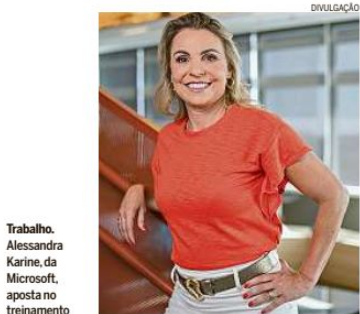 DIVULGAÇÃO
Trabalho.
Alessandra
Karine, da
Microsoft,
aposta no
treinamento